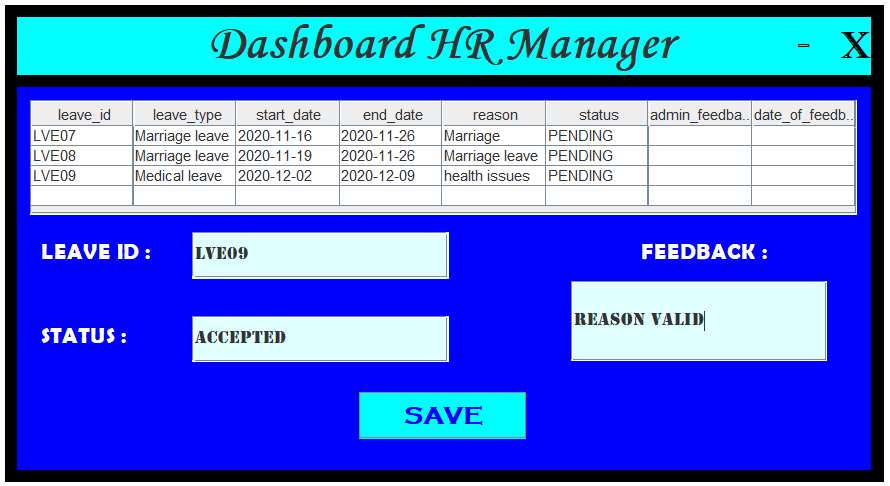 Dashboard HR Manager - X
leave_id leave_type start_date end_date reason status admin_feedba.. date_of_feedb..
LVE07 Marriage leave 2020-11-16 2020-11-26 Marriage PENDING
LVE08 Marriage leave 2020-11-19 2020-11-26 Marriage leave PENDING
LVE09 Medical leave 2020-12-02 2020-12-09 health issues PENDING
LEAVE ID : LVE09 FEEDBACK :
REASON VALID
STATUS : ACCEPTED
SAVE